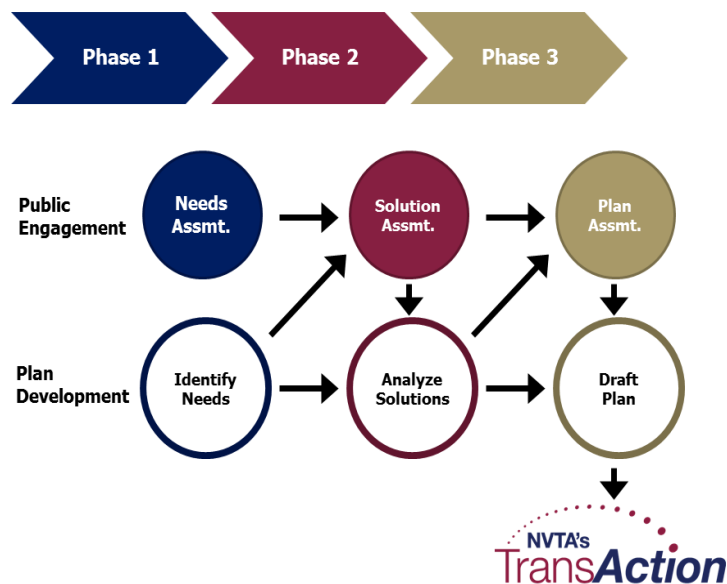 Phase 1
Phase 2
Phase 3
Public
Engagement
Needs
Assmt.
Solution
Assmt.
Plan
Assmt.
Plan
Development
Identify
Needs
Analyze
Solutions
Draft
Plan
NVTA's
TransAction